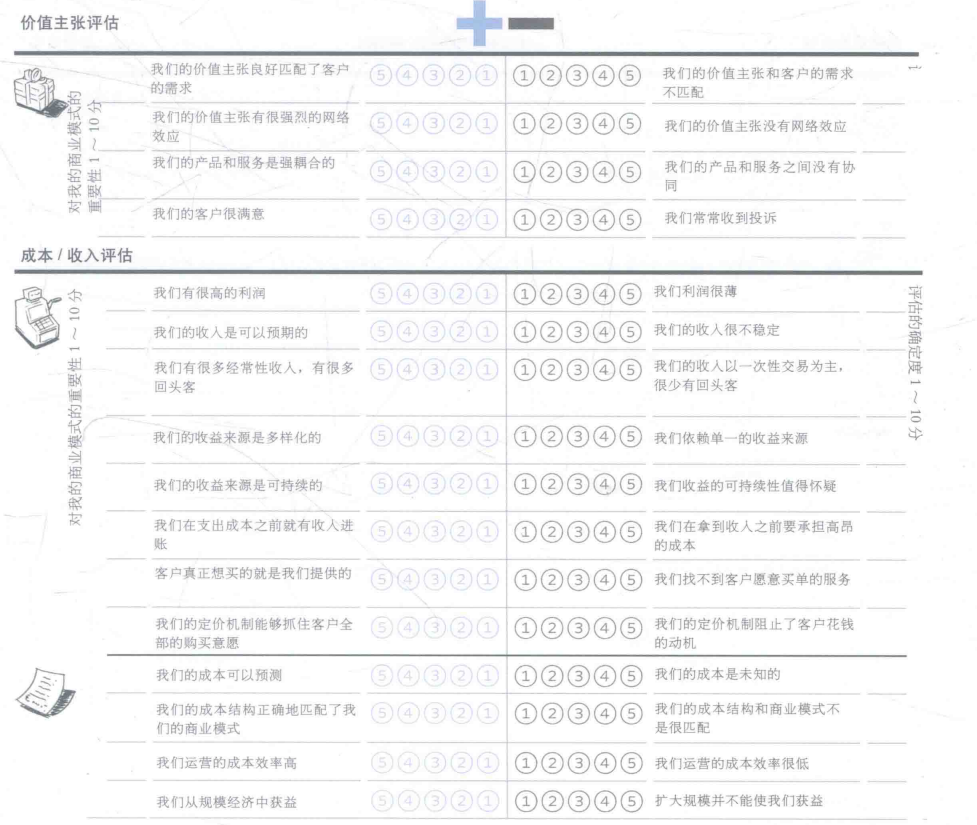 价值主张评估
我们的价值主张良好匹配了客户
的需求
⑤④③②① ①②③④⑤
我们的价值主张和客户的需求
不匹配
我们的价值主张有很强烈的网络
效应
⑤④③②① ①②③④⑤
我们的价值主张没有网络效应
我们的产品和服务是强耦合的
⑤④③②① ①②③④⑤
我们的产品和服务之间没有协
同
我们的客户很满意
⑤④③②① ①②③④⑤
我们常常收到投诉
对我的商业模式的
重要性 1 ~ 10 分
成本 / 收入评估
我们有很高的利润
⑤④③②① ①②③④⑤
我们利润很薄
我们的收入是可以预期的
⑤④③②① ①②③④⑤
我们的收入很不稳定
我们有很多经常性收入，有很多
回头客
⑤④③②① ①②③④⑤
我们的收入以一次性交易为主，
很少有回头客
我们的收益来源是多样化的
⑤④③②① ①②③④⑤
我们依赖单一的收益来源
我们的收益来源是可持续的
⑤④③②① ①②③④⑤
我们收益的可持续性值得怀疑
我们在支出成本之前就有收入进
账
⑤④③②① ①②③④⑤
我们在拿到收入之前要承担高昂
的成本
客户真正想买的就是我们提供的
⑤④③②① ①②③④⑤
我们找不到客户愿意买单的服务
我们的定价机制能够抓住客户全
部的购买意愿
⑤④③②① ①②③④⑤
我们的定价机制阻止了客户花钱
的动机
我们的成本可以预测
⑤④③②① ①②③④⑤
我们的成本是未知的
我们的成本结构正确地匹配了我
们的商业模式
⑤④③②① ①②③④⑤
我们的成本结构和商业模式不
是很匹配
我们运营的成本效率高
⑤④③②① ①②③④⑤
我们运营的成本效率很低
我们从规模经济中获益
⑤④③②① ①②③④⑤
扩大规模并不能使我们获益
对我的商业模式的重要性 1 ~ 10 分
评估的确定度 1 ~ 10 分